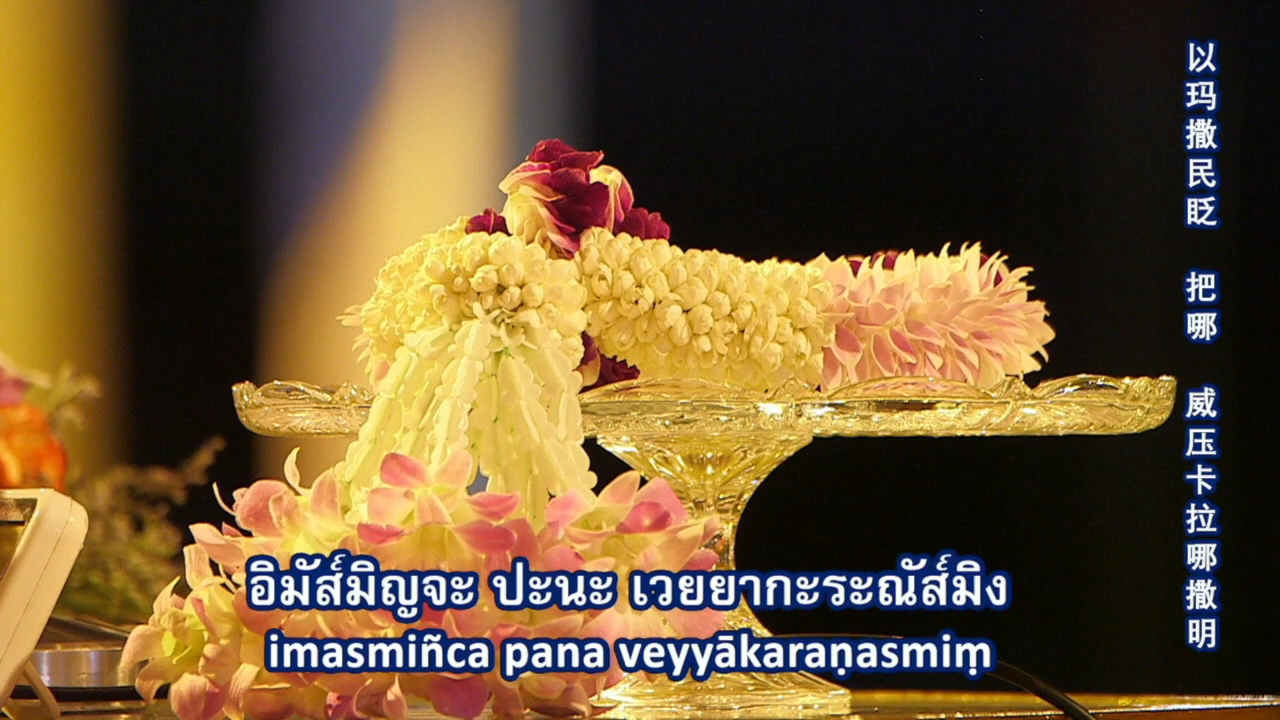 อิมัส์มิญจะ ปะนะ เวยยากะระณัส์มิง
imasmiñca pana veyyākaraṇasmiṃ
以玛撒民眨 把哪 威压卡拉哪撒明